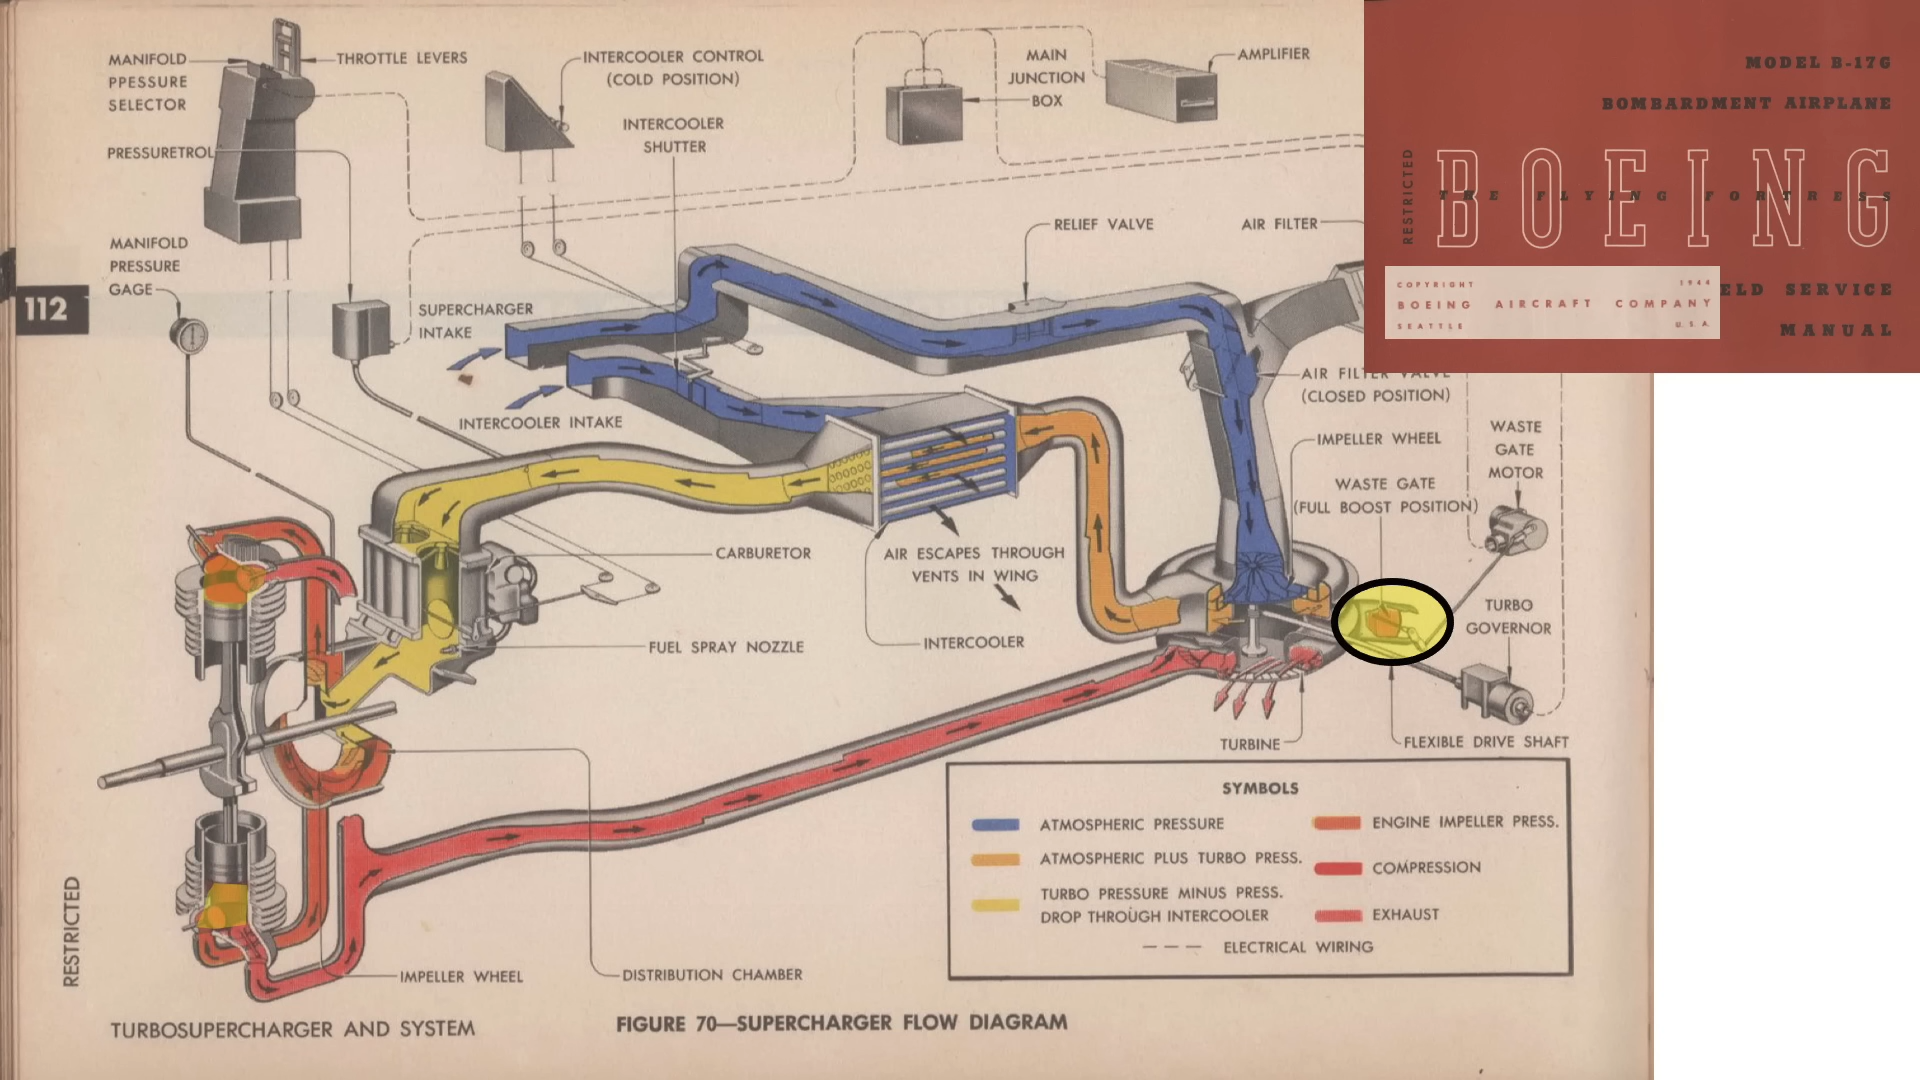 MANIFOLD
PPESSURE
SELECTOR
THROTTLE LEVERS
INTERCOOLER CONTROL
(COLD POSITION)
MAIN
JUNCTION
BOX
AMPLIFIER
INTERCOOLER
SHUTTER
PRESSURETROL
MANIFOLD
PRESSURE
GAGE
112
SUPERCHARGER
INTAKE
RELIEF VALVE
AIR FILTER
INTERCOOLER INTAKE
AIR FILTER VALVE
(CLOSED POSITION)
IMPELLER WHEEL
WASTE GATE
(FULL BOOST POSITION)
WASTE
GATE
MOTOR
CARBURETOR
AIR ESCAPES THROUGH
VENTS IN WING
TURBO
GOVERNOR
FUEL SPRAY NOZZLE
INTERCOOLER
TURBINE
FLEXIBLE DRIVE SHAFT
SYMBOLS
ATMOSPHERIC PRESSURE
ATMOSPHERIC PLUS TURBO PRESS.
TURBO PRESSURE MINUS PRESS.
DROP THROUGH INTERCOOLER
ENGINE IMPELLER PRESS.
COMPRESSION
EXHAUST
ELECTRICAL WIRING
IMPELLER WHEEL
DISTRIBUTION CHAMBER
RESTRICTED
TURBOSUPERCHARGER AND SYSTEM
FIGURE 70—SUPERCHARGER FLOW DIAGRAM
MODEL B-17G
BOMBARDMENT AIRPLANE
RESTRICTED
BOEING
THE FLYING FORTRESS
ELD SERVICE
MANUAL
COPYRIGHT 1944
BOEING AIRCRAFT COMPANY
SEATTLE U.S.A.